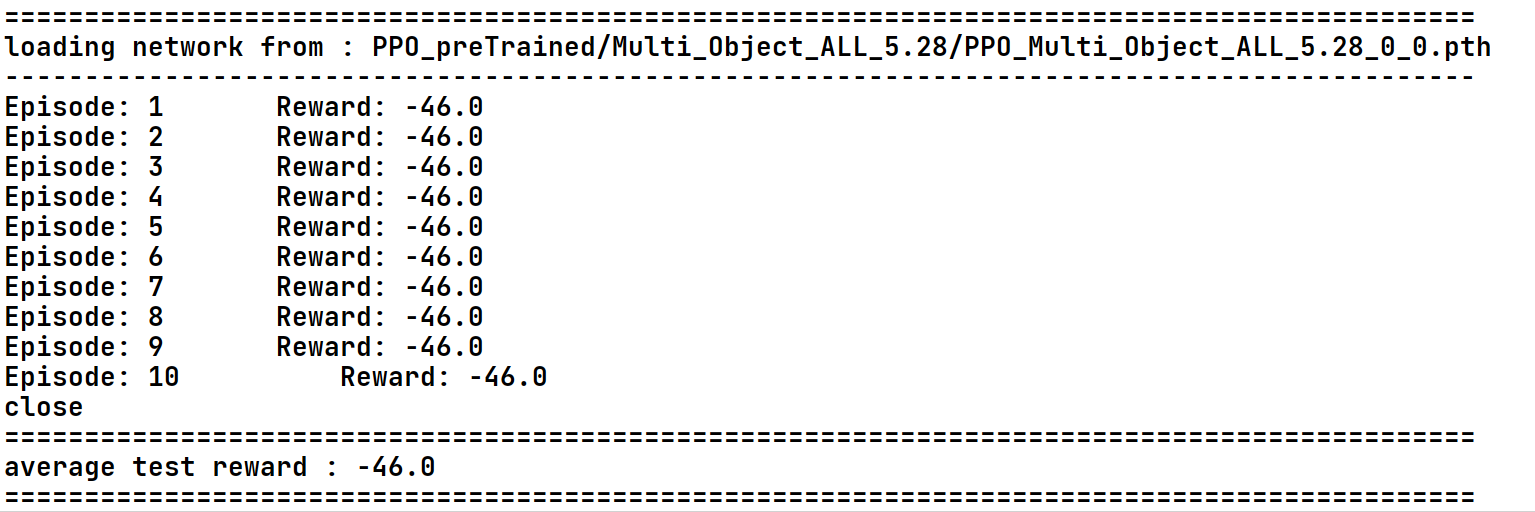 ============================================================================================
loading network from : PPO_preTrained/Multi_Object_ALL_5.28/PPO_Multi_Object_ALL_5.28_0_0.pth
--------------------------------------------------------------------------------------------
Episode: 1       Reward: -46.0
Episode: 2       Reward: -46.0
Episode: 3       Reward: -46.0
Episode: 4       Reward: -46.0
Episode: 5       Reward: -46.0
Episode: 6       Reward: -46.0
Episode: 7       Reward: -46.0
Episode: 8       Reward: -46.0
Episode: 9       Reward: -46.0
Episode: 10          Reward: -46.0
close
============================================================================================
average test reward : -46.0
============================================================================================